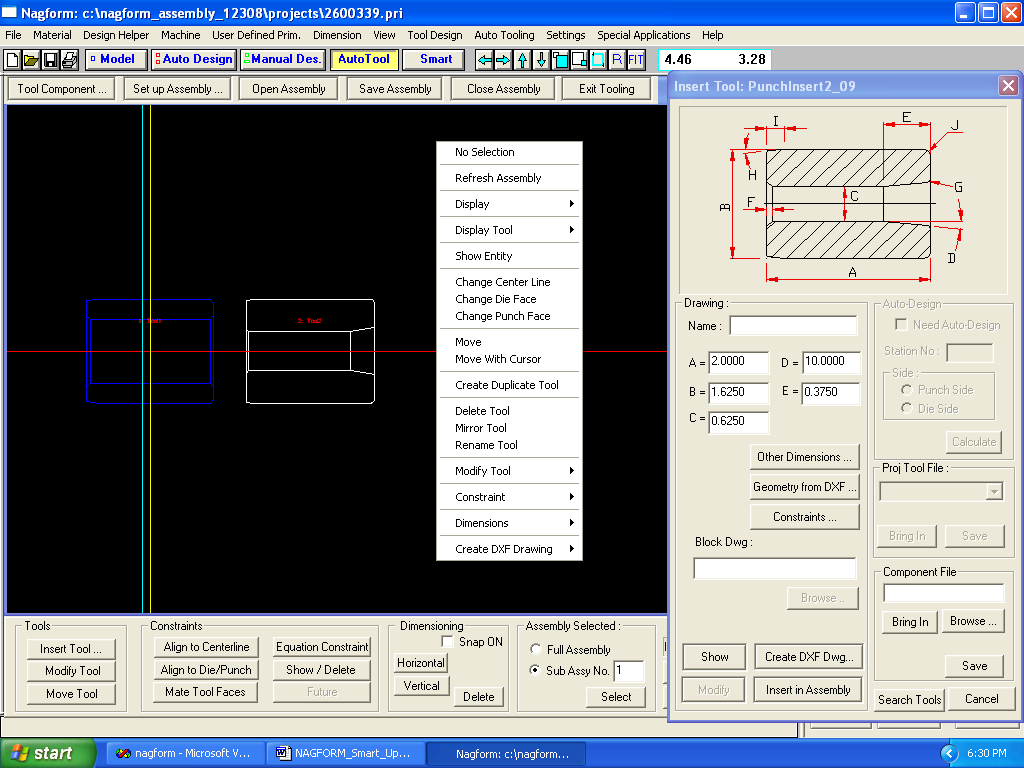 Nagform: c:\nagform_assembly_12308\projects\2600339.pri
File Material Design Helper Machine User Defined Prim. Dimension View Tool Design Auto Tooling Settings Special Applications Help
Model Auto Design Manual Des. AutoTool Smart R FIT 4.46 3.28
Tool Component ... Set up Assembly ... Open Assembly Save Assembly Close Assembly Exit Tooling
Insert Tool: PunchInsert2_09
I E J
H
B F C G
D
A
No Selection
Refresh Assembly
Display
Display Tool
Show Entity
Change Center Line
Change Die Face
Change Punch Face
Move
Move With Cursor
Create Duplicate Tool
Delete Tool
Mirror Tool
Rename Tool
Modify Tool
Constraint
Dimensions
Create DXF Drawing
1: Tool1
2: Tool2
Drawing :
Name :
A = 2.0000 D = 10.0000
B = 1.6250 E = 0.3750
C = 0.6250
Other Dimensions ...
Geometry from DXF ...
Constraints ...
Block Dwg :
Browse ..
Show Create DXF Dwg...
Modify Insert in Assembly
Auto-Design
Need Auto-Design
Station No :
Side :
Punch Side
Die Side
Calculate
Proj Tool File :
Bring In Save
Component File
Bring In Browse ...
Save
Search Tools Cancel
Tools
Insert Tool ...
Modify Tool
Move Tool
Constraints
Align to Centerline Equation Constraint
Align to Die/Punch Show / Delete
Mate Tool Faces Future
Dimensioning
Snap ON
Horizontal
Vertical
Delete
Assembly Selected :
Full Assembly
Sub Assy No. 1
Select
start nagform - Microsoft V... NAGFORM_Smart_Up... Nagform: c:\nagform... 6:30 PM